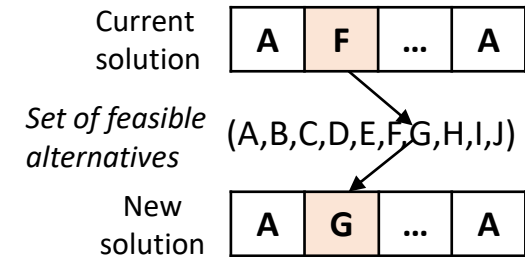 Current
solution
A F ... A
Set of feasible
alternatives
(A,B,C,D,E,F,G,H,I,J)
New
solution
A G ... A